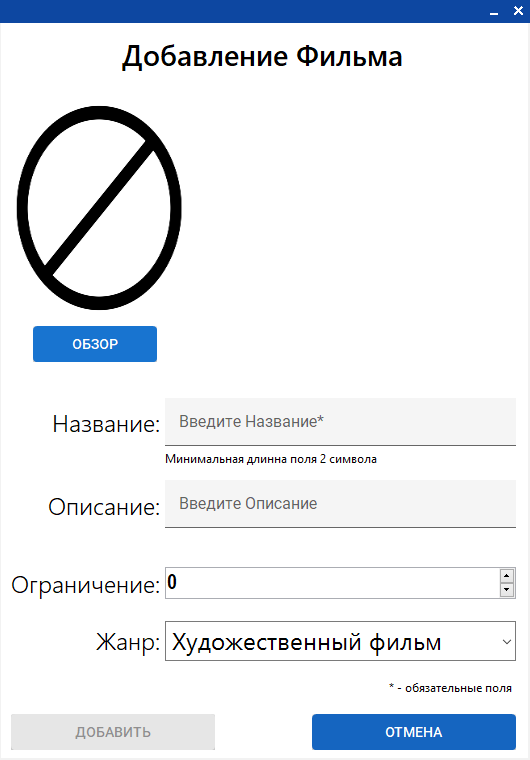 Добавление Фильма
ОБЗОР
Название:
Введите Название*
Минимальная длинна поля 2 символа
Описание:
Введите Описание
Ограничение:
0
Жанр:
Художественный фильм
* - обязательные поля
ДОБАВИТЬ
ОТМЕНА